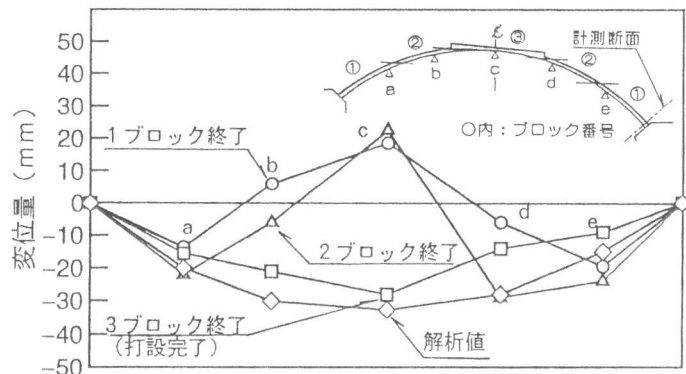 50
40
30
20
10
0
-10
-20
-30
-40
-50
変位量(mm)
℄
① ② ③ ② ①
a b c d e
計測断面
○内：ブロック番号
1ブロック終了
b
c
a
d
e
2ブロック終了
3ブロック終了
(打設完了)
解析値